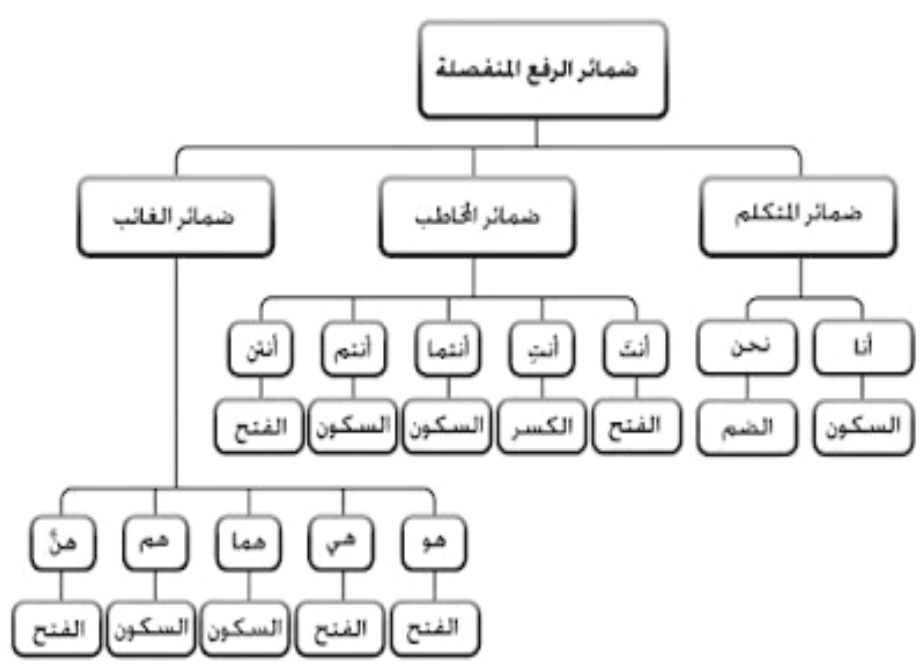 ضمائر الرفع المنفصلة
ضمائر المتكلم
ضمائر المخاطب
ضمائر الغائب
أنا
نحن
أنتَ
أنتِ
أنتما
أنتم
أنتن
السكون
الضم
الفتح
الكسر
السكون
السكون
الفتح
هو
هي
هما
هم
هنَّ
الفتح
الفتح
السكون
السكون
الفتح